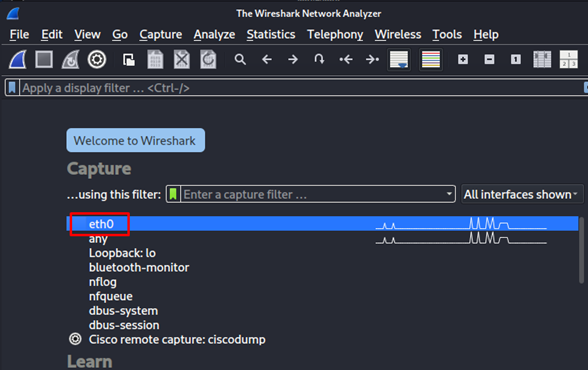 The Wireshark Network Analyzer
File Edit View Go Capture Analyze Statistics Telephony Wireless Tools Help
Apply a display filter ... <Ctrl-/>
Welcome to Wireshark
Capture
...using this filter: Enter a capture filter ... All interfaces shown
eth0
any
Loopback: lo
bluetooth-monitor
nflog
nfqueue
dbus-system
dbus-session
Cisco remote capture: ciscodump
Learn